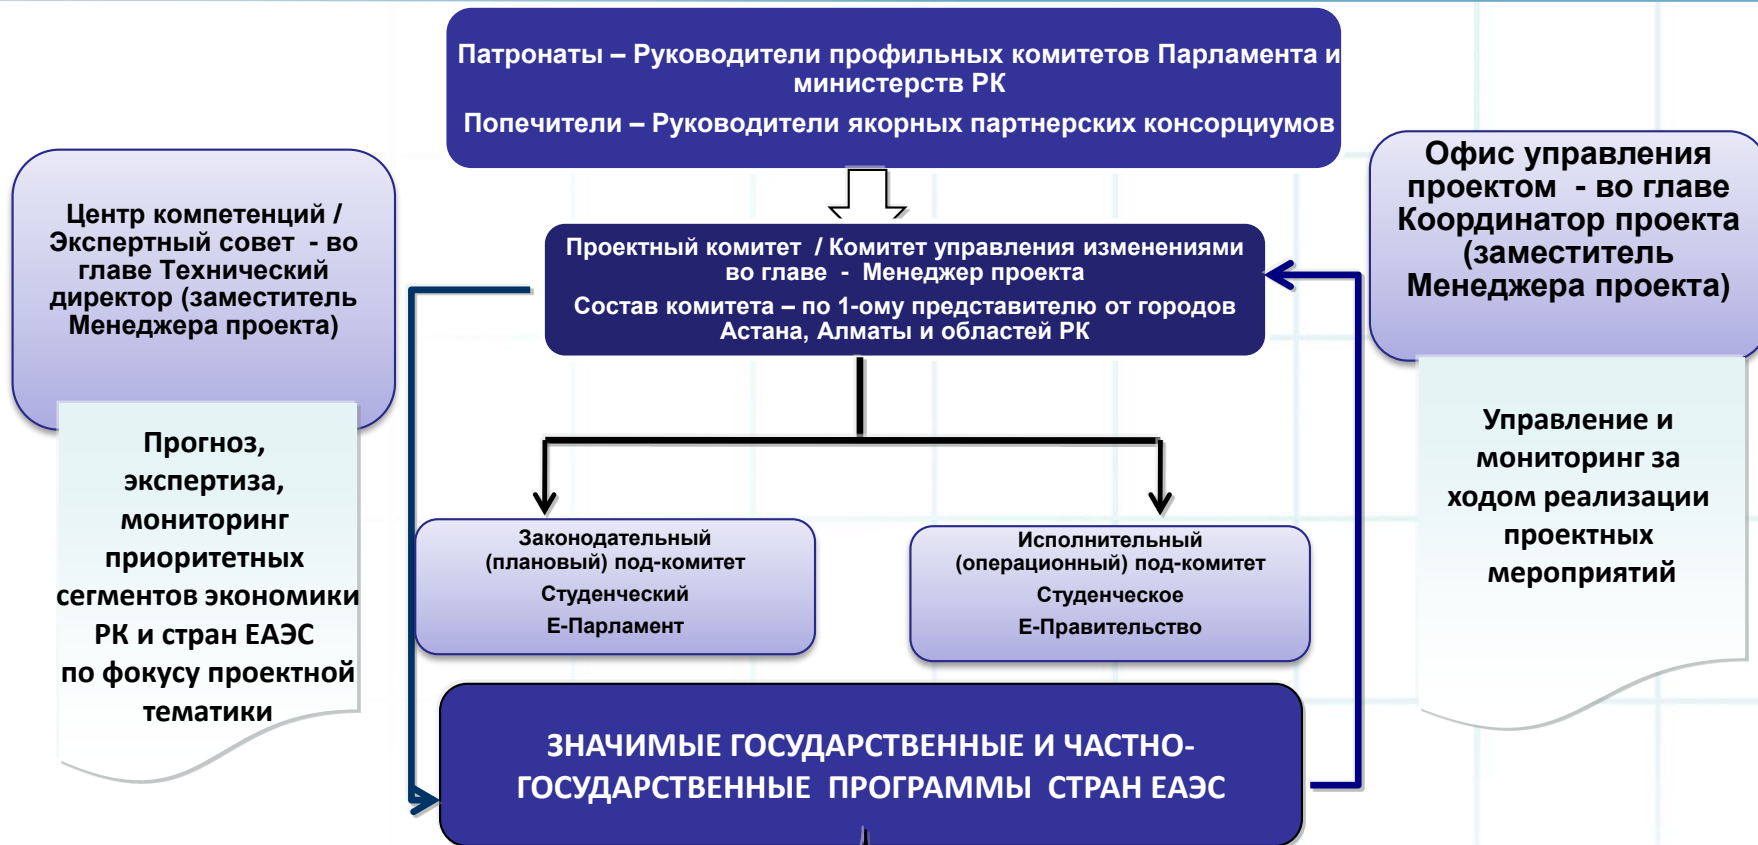 Патронаты – Руководители профильных комитетов Парламента и
министерств РК
Попечители – Руководители якорных партнерских консорциумов
Центр компетенций /
Экспертный совет - во
главе Технический
директор (заместитель
Менеджера проекта)
Офис управления
проектом - во главе
Координатор проекта
(заместитель
Менеджера проекта)
Проектный комитет / Комитет управления изменениями
во главе - Менеджер проекта
Состав комитета – по 1-ому представителю от городов
Астана, Алматы и областей РК
Прогноз,
экспертиза,
мониторинг
приоритетных
сегментов экономики
РК и стран ЕАЭС
по фокусу проектной
тематики
Управление и
мониторинг за
ходом реализации
проектных
мероприятий
Законодательный
(плановый) под-комитет
Студенческий
Е-Парламент
Исполнительный
(операционный) под-комитет
Студенческое
Е-Правительство
ЗНАЧИМЫЕ ГОСУДАРСТВЕННЫЕ И ЧАСТНО-
ГОСУДАРСТВЕННЫЕ ПРОГРАММЫ СТРАН ЕАЭС